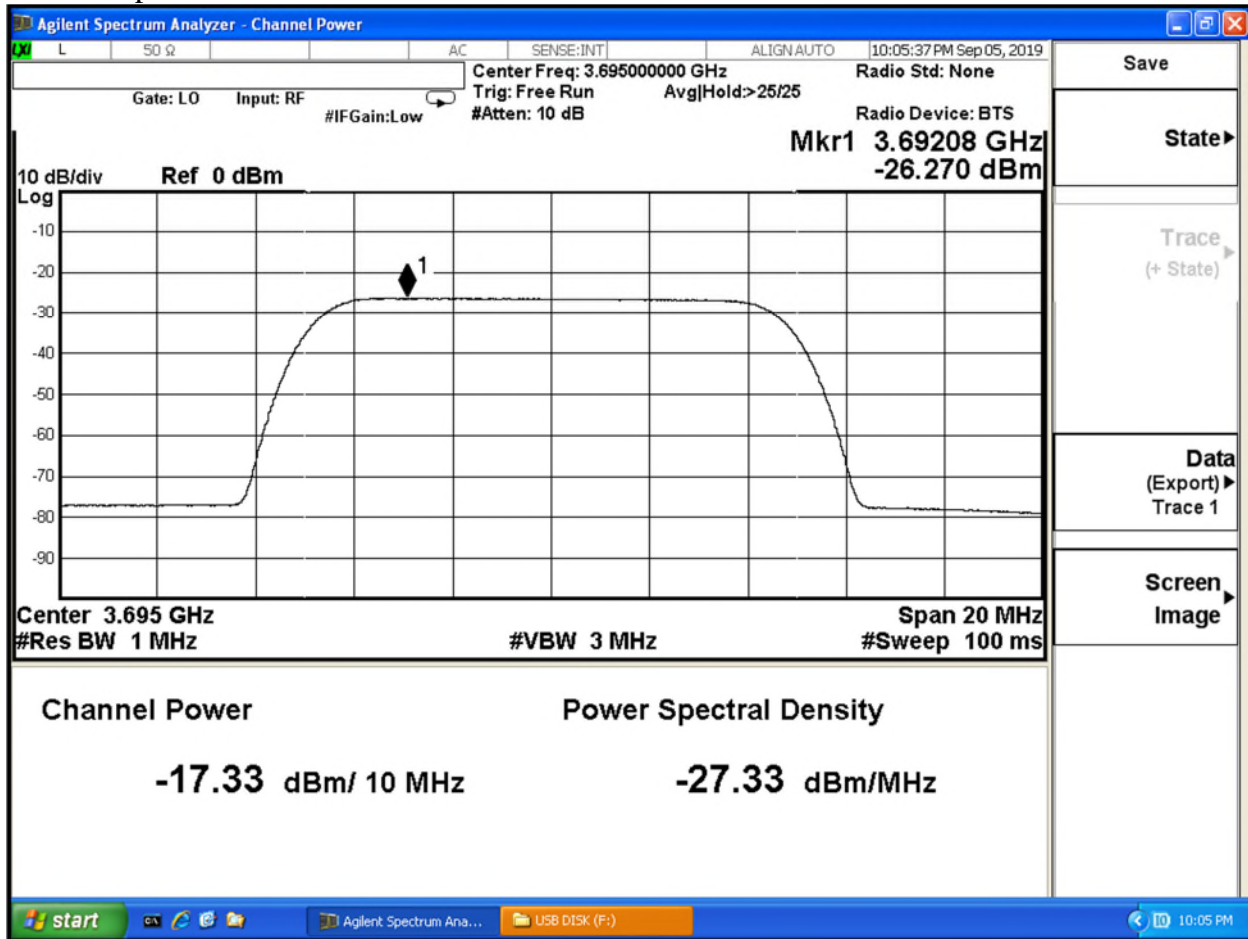 Agilent Spectrum Analyzer - Channel Power
LXI L 50 Ω AC SENSE:INT ALIGNAUTO 10:05:37 PM Sep 05, 2019
Center Freq: 3.695000000 GHz Radio Std: None
Gate: LO Input: RF Trig: Free Run Avg|Hold:>25/25
#IFGain:Low #Atten: 10 dB Radio Device: BTS
Mkr1 3.69208 GHz
-26.270 dBm
10 dB/div Ref 0 dBm
Log
-10
1
-20
-30
-40
-50
-60
-70
-80
-90
Center 3.695 GHz Span 20 MHz
#Res BW 1 MHz #VBW 3 MHz #Sweep 100 ms
Channel Power Power Spectral Density
-17.33 dBm/ 10 MHz -27.33 dBm/MHz
Save
State
Trace
(+ State)
Data
(Export)
Trace 1
Screen
Image
start Agilent Spectrum Ana... USB DISK (F:) 10:05 PM